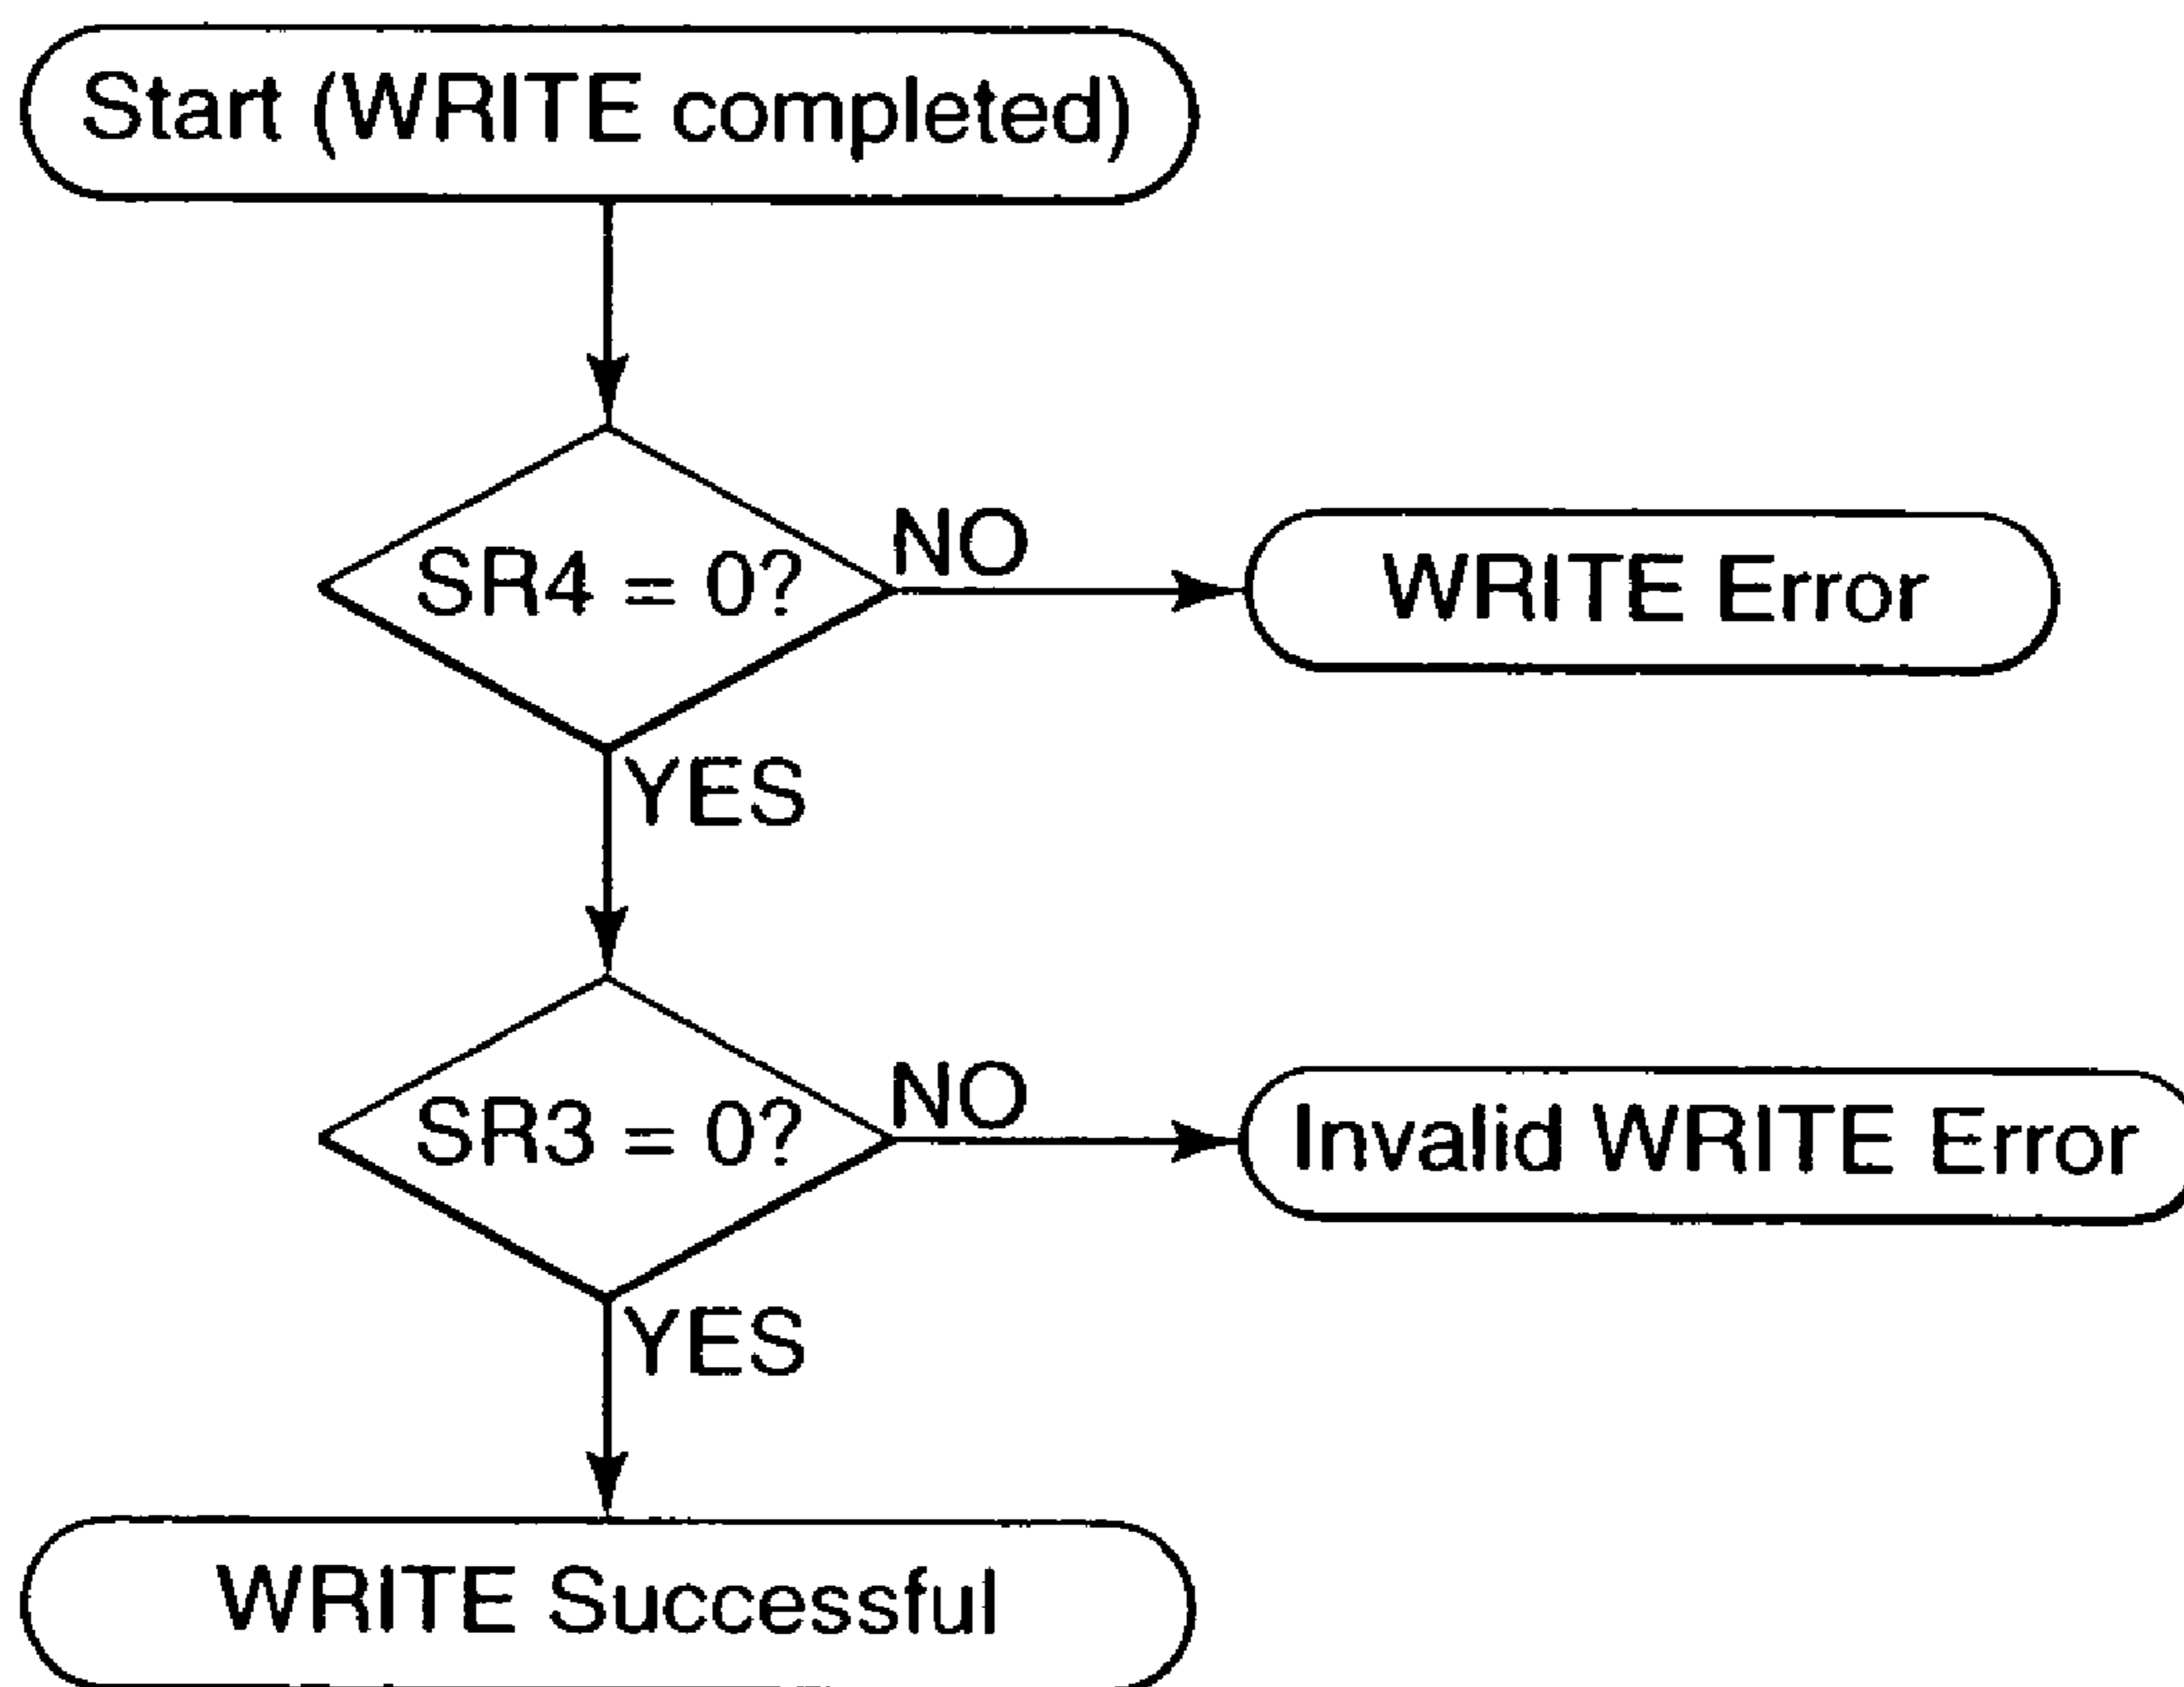 Start (WRITE completed)
SR4 = 0?
NO
WRITE Error
YES
SR3 = 0?
NO
Invalid WRITE Error
YES
WRITE Successful